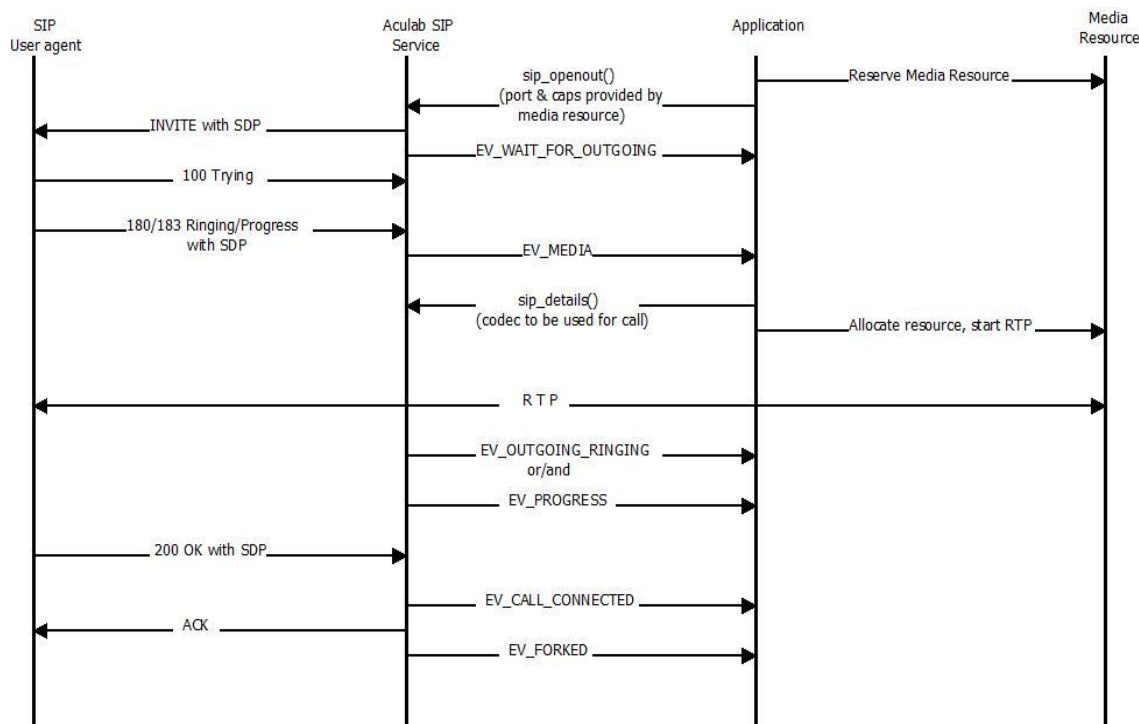 SIP
User agent
Aculab SIP
Service
Application
Media
Resource
sip_openout()
(port & caps provided by
media resource)
Reserve Media Resource
INVITE with SDP
EV_WAIT_FOR_OUTGOING
100 Trying
180/183 Ringing/Progress
with SDP
EV_MEDIA
sip_details()
(codec to be used for call)
Allocate resource, start RTP
R T P
EV_OUTGOING_RINGING
or/and
EV_PROGRESS
200 OK with SDP
EV_CALL_CONNECTED
ACK
EV_FORKED